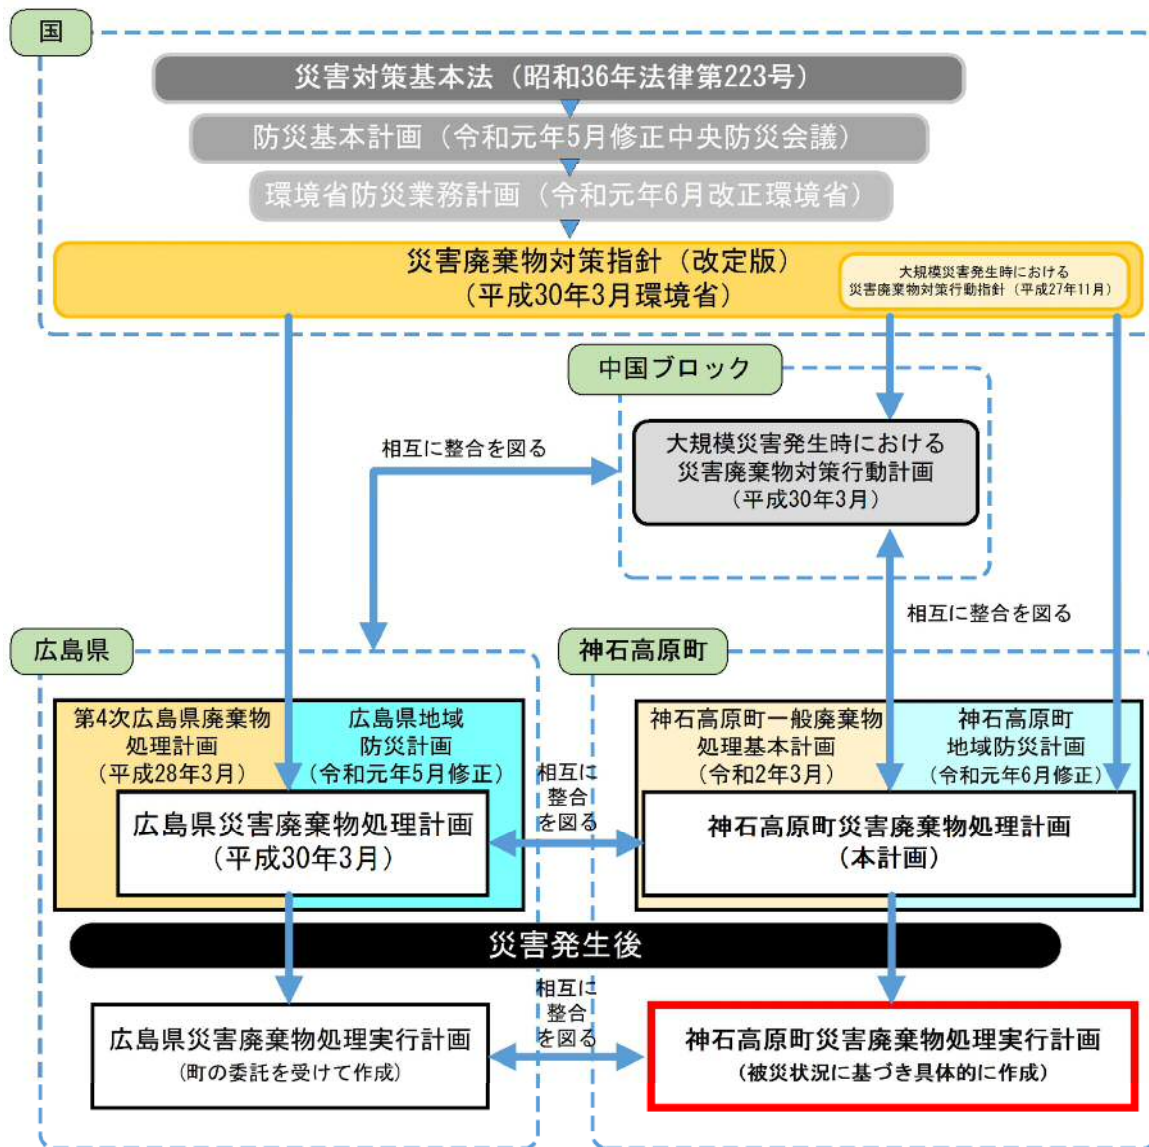 国
災害対策基本法（昭和36年法律第223号）
防災基本計画（令和元年5月修正中央防災会議）
環境省防災業務計画（令和元年6月改正環境省）
災害廃棄物対策指針（改定版）
（平成30年3月環境省）
大規模災害発生時における
災害廃棄物対策行動指針（平成27年11月）
中国ブロック
大規模災害発生時における
災害廃棄物対策行動計画
（平成30年3月）
相互に整合を図る
相互に整合を図る
広島県
第4次広島県廃棄物
処理計画
（平成28年3月）
広島県地域
防災計画
（令和元年5月修正）
広島県災害廃棄物処理計画
（平成30年3月）
相互に
整合
を図る
神石高原町
神石高原町一般廃棄物
処理基本計画
（令和2年3月）
神石高原町
地域防災計画
（令和元年6月修正）
神石高原町災害廃棄物処理計画
（本計画）
災害発生後
広島県災害廃棄物処理実行計画
（町の委託を受けて作成）
相互に
整合
を図る
神石高原町災害廃棄物処理実行計画
（被災状況に基づき具体的に作成）